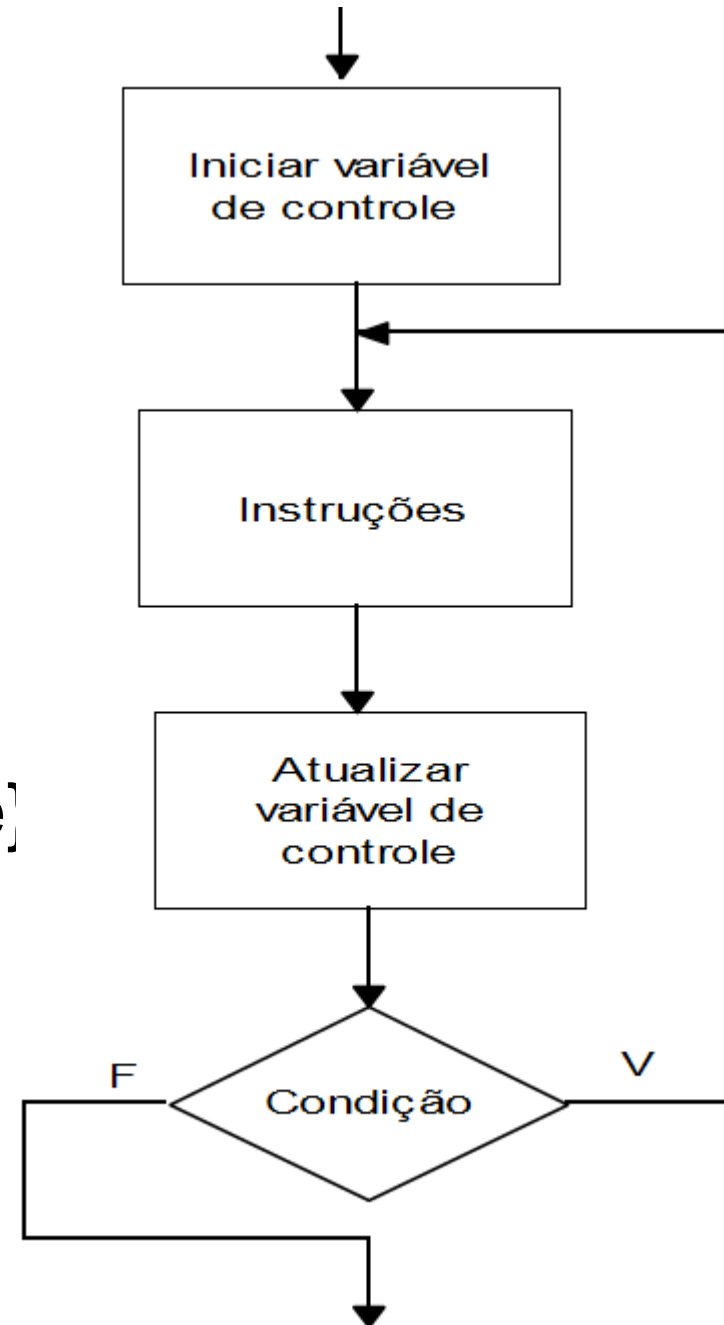 Iniciar variável
de controle
Instruções
Atualizar
variável de
controle
e}
F
Condição
V